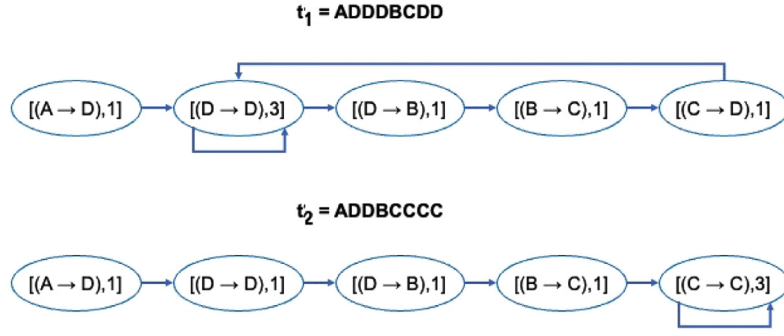 t'1 = ADDDBCDD
[(A → D),1] [(D → D),3] [(D → B),1] [(B → C),1] [(C → D),1]
t'2 = ADDBCCCC
[(A → D),1] [(D → D),1] [(D → B),1] [(B → C),1] [(C → C),3]